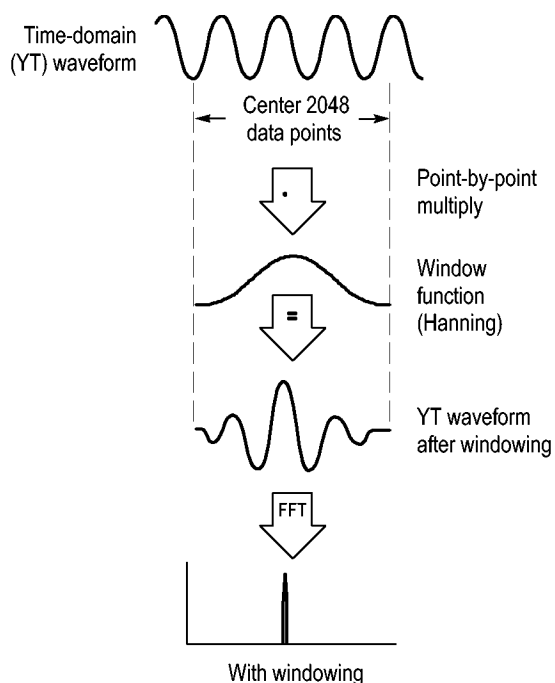 Time-domain
(YT) waveform
Center 2048
data points
Point-by-point
multiply
Window
function
(Hanning)
=
YT waveform
after windowing
FFT
With windowing